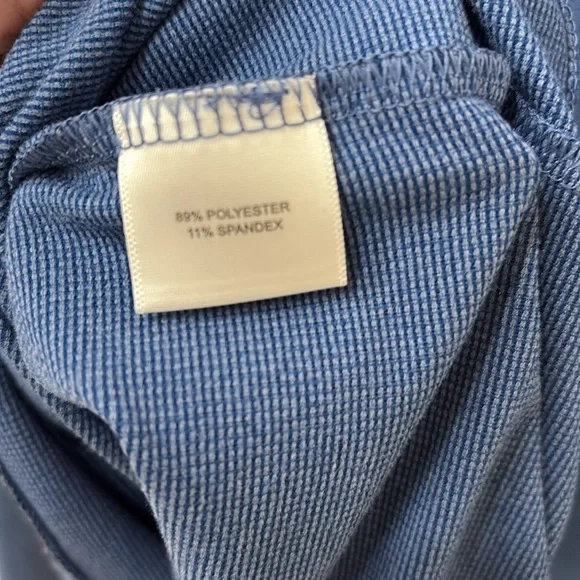 89% POLYESTER
11% SPANDEX